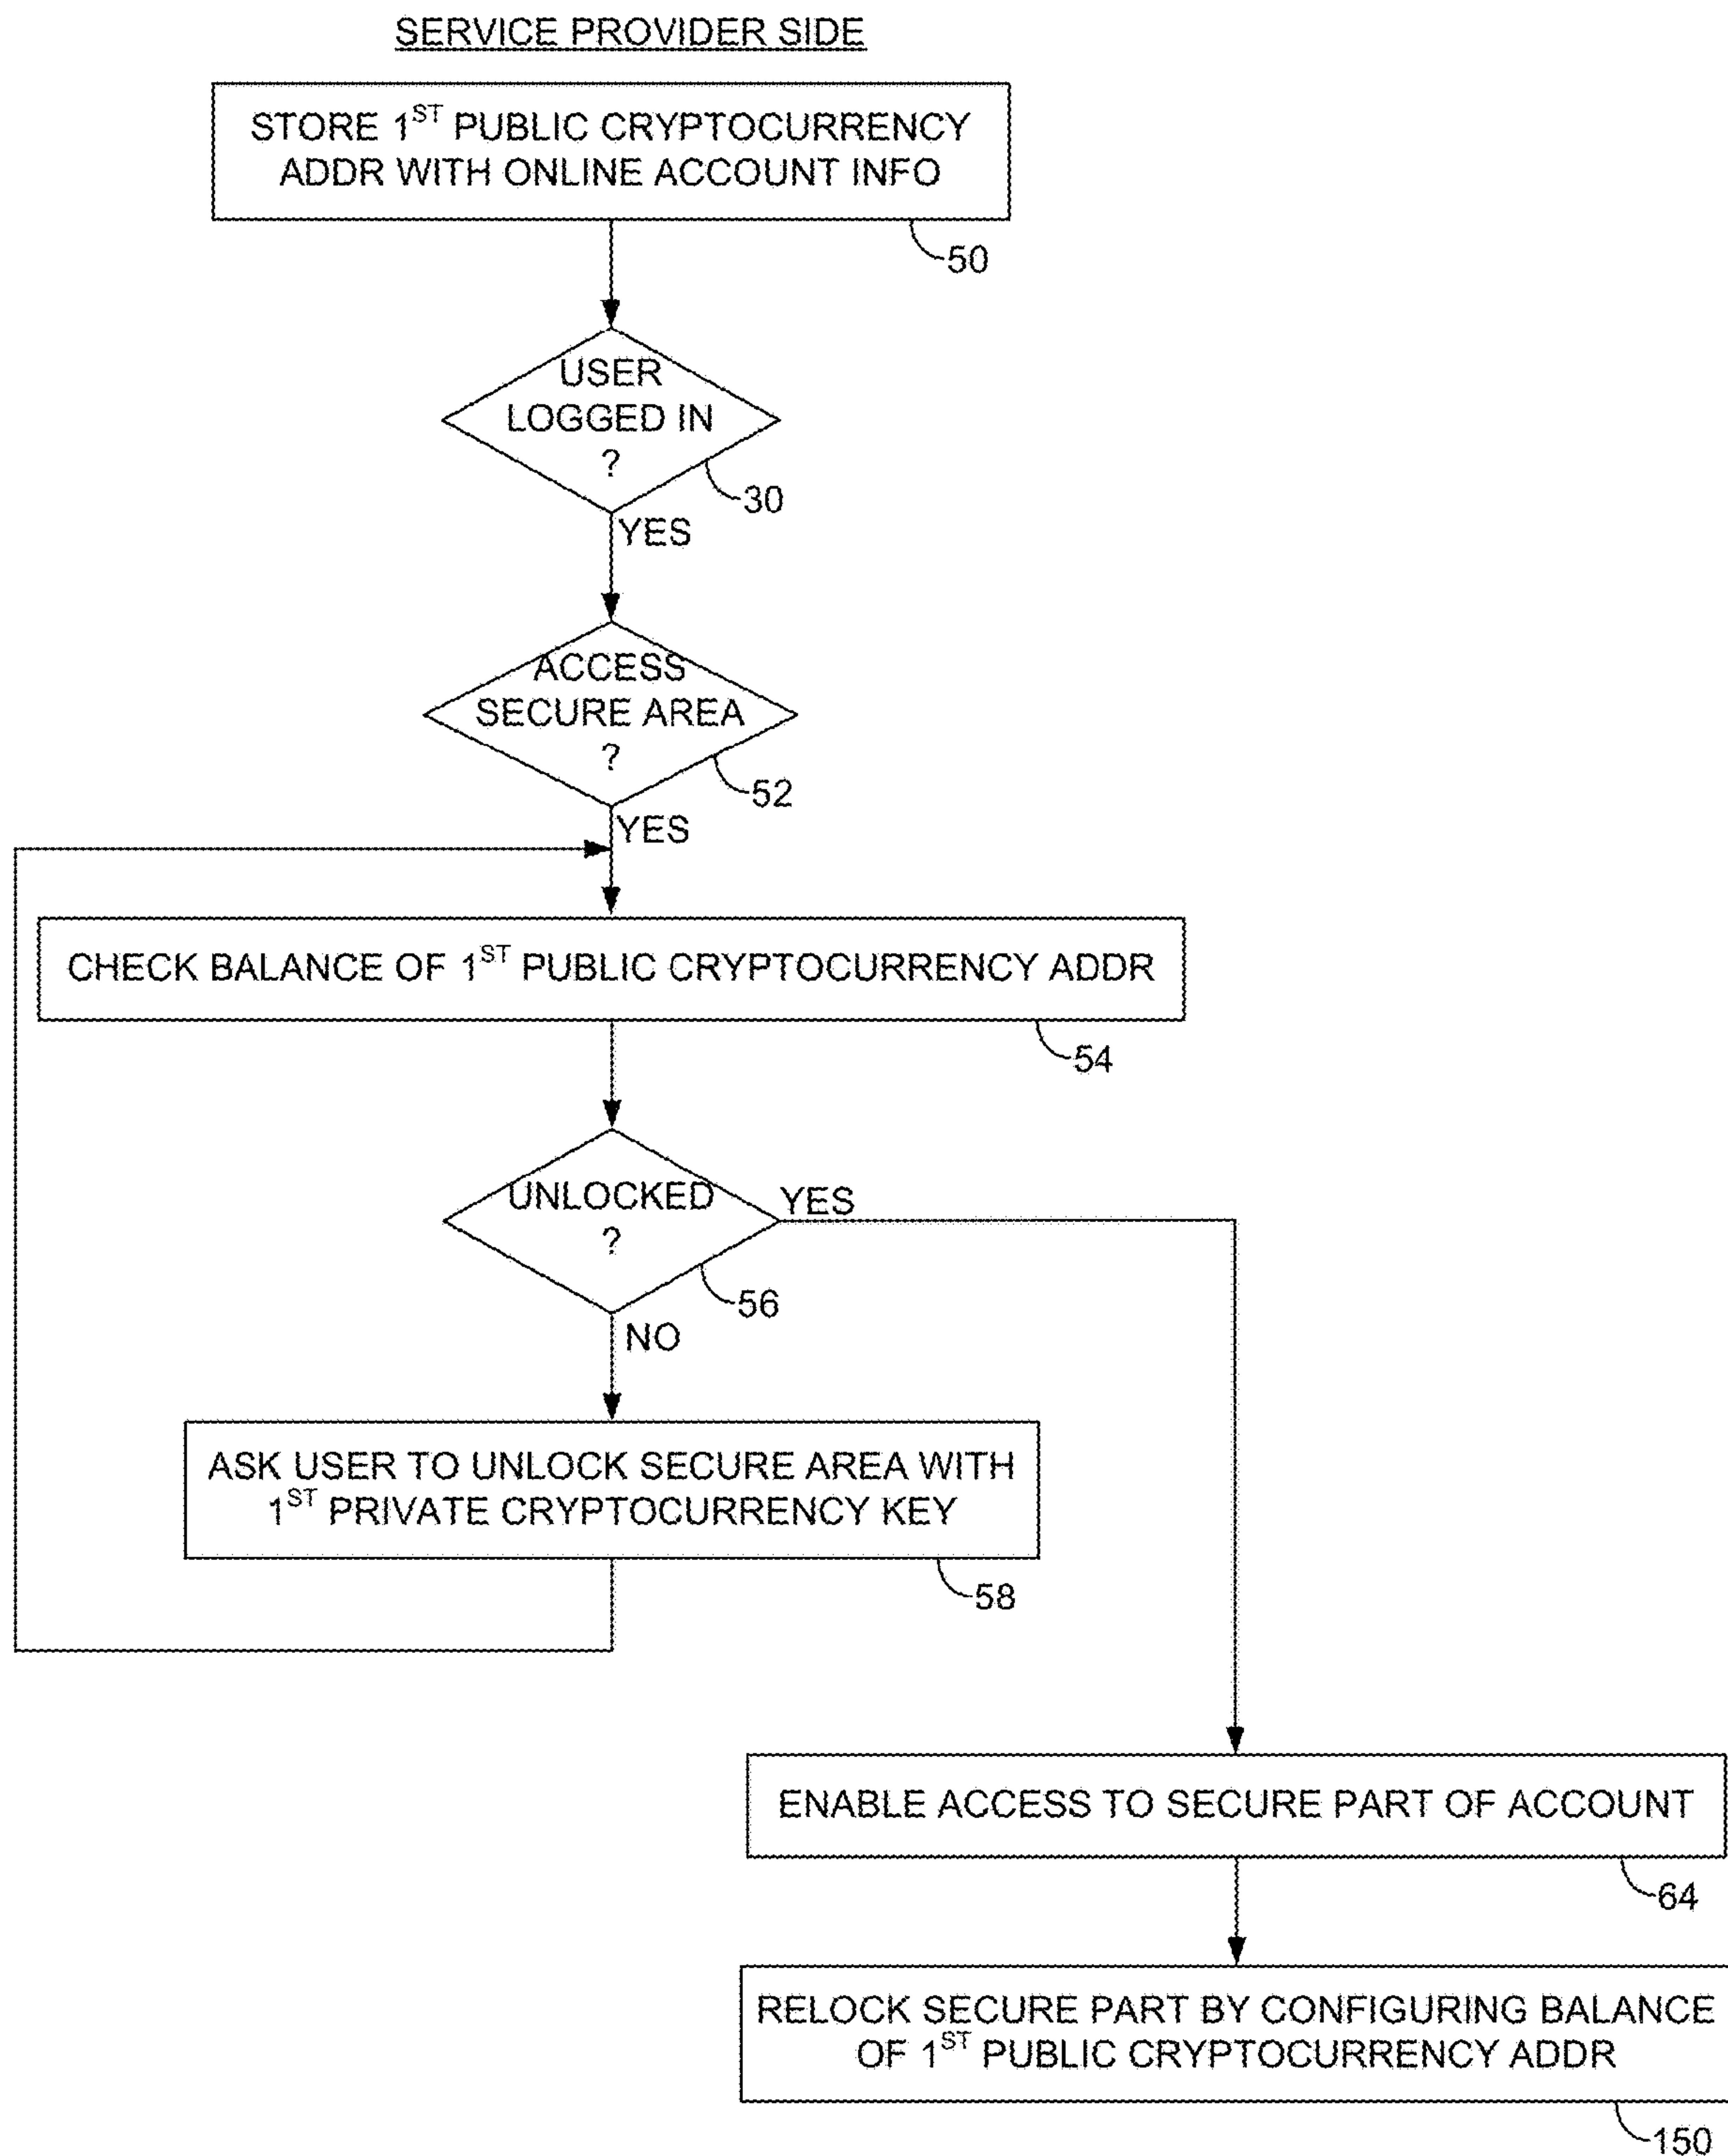 SERVICE PROVIDER SIDE
STORE 1ST PUBLIC CRYPTOCURRENCY
ADDR WITH ONLINE ACCOUNT INFO
50
USER
LOGGED IN
?
30
YES
ACCESS
SECURE AREA
?
52
YES
CHECK BALANCE OF 1ST PUBLIC CRYPTOCURRENCY ADDR
54
UNLOCKED
?
YES
56
NO
ASK USER TO UNLOCK SECURE AREA WITH
1ST PRIVATE CRYPTOCURRENCY KEY
58
ENABLE ACCESS TO SECURE PART OF ACCOUNT
64
RELOCK SECURE PART BY CONFIGURING BALANCE
OF 1ST PUBLIC CRYPTOCURRENCY ADDR
150